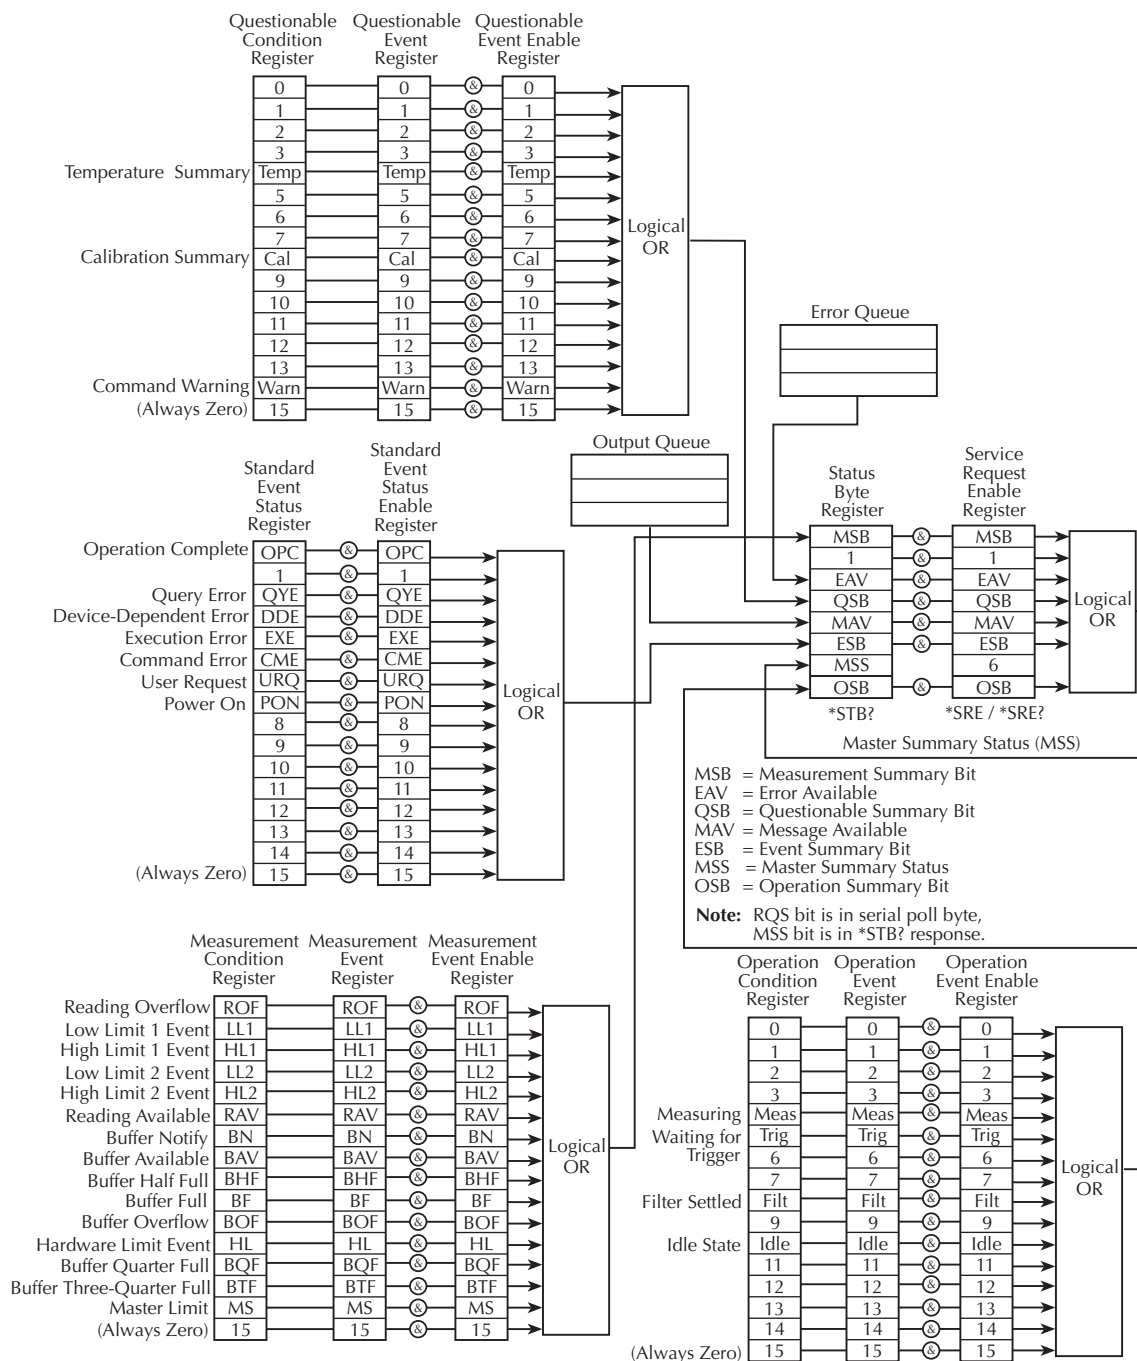 Questionable Condition Register
Questionable Event Register
Questionable Event Enable Register
0 0 & 0
1 1 & 1
2 2 & 2
3 3 & 3
Temperature Summary Temp Temp & Temp
5 5 & 5
6 6 & 6
7 7 & 7
Calibration Summary Cal Cal & Cal
9 9 & 9
10 10 & 10
11 11 & 11
12 12 & 12
13 13 & 13
Command Warning Warn Warn & Warn
(Always Zero) 15 15 & 15
Logical OR
Error Queue
Output Queue
Standard Event Status Register
Standard Event Status Enable Register
Operation Complete OPC & OPC
1 & 1
Query Error QYE & QYE
Device-Dependent Error DDE & DDE
Execution Error EXE & EXE
Command Error CME & CME
User Request URQ & URQ
Power On PON & PON
8 & 8
9 & 9
10 & 10
11 & 11
12 & 12
13 & 13
14 & 14
(Always Zero) 15 & 15
Logical OR
Status Byte Register
Service Request Enable Register
MSB & MSB
1 & 1
EAV & EAV
QSB & QSB
MAV & MAV
ESB & ESB
MSS 6
OSB & OSB
Logical OR
*STB? *SRE / *SRE?
Master Summary Status (MSS)
MSB = Measurement Summary Bit
EAV = Error Available
QSB = Questionable Summary Bit
MAV = Message Available
ESB = Event Summary Bit
MSS = Master Summary Status
OSB = Operation Summary Bit
Note: RQS bit is in serial poll byte,
MSS bit is in *STB? response.
Measurement Condition Register
Measurement Event Register
Measurement Event Enable Register
Reading Overflow ROF ROF & ROF
Low Limit 1 Event LL1 LL1 & LL1
High Limit 1 Event HL1 HL1 & HL1
Low Limit 2 Event LL2 LL2 & LL2
High Limit 2 Event HL2 HL2 & HL2
Reading Available RAV RAV & RAV
Buffer Notify BN BN & BN
Buffer Available BAV BAV & BAV
Buffer Half Full BHF BHF & BHF
Buffer Full BF BF & BF
Buffer Overflow BOF BOF & BOF
Hardware Limit Event HL HL & HL
Buffer Quarter Full BQF BQF & BQF
Buffer Three-Quarter Full BTF BTF & BTF
Master Limit MS MS & MS
(Always Zero) 15 15 & 15
Logical OR
Operation Condition Register
Operation Event Register
Operation Event Enable Register
0 0 & 0
1 1 & 1
2 2 & 2
3 3 & 3
Measuring Meas Meas & Meas
Waiting for Trigger Trig Trig & Trig
6 6 & 6
7 7 & 7
Filter Settled Filt Filt & Filt
9 9 & 9
Idle State Idle Idle & Idle
11 11 & 11
12 12 & 12
13 13 & 13
14 14 & 14
(Always Zero) 15 15 & 15
Logical OR